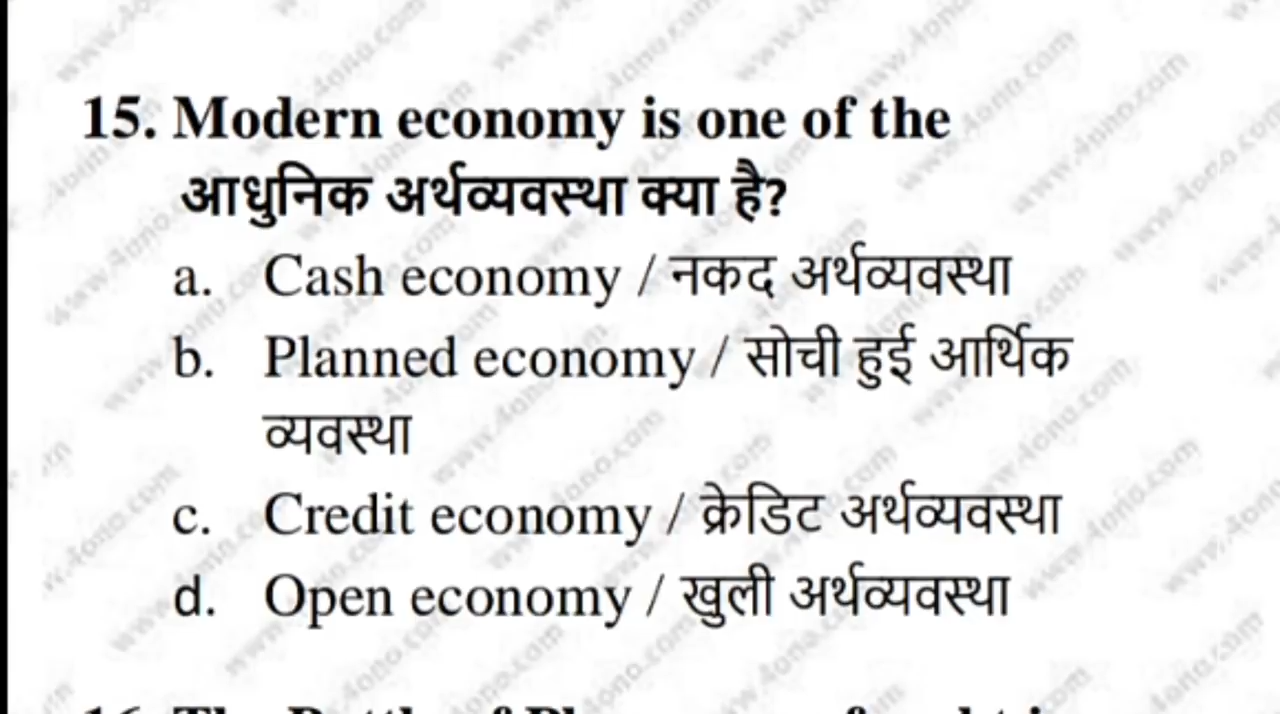 15. Modern economy is one of the
आधुनिक अर्थव्यवस्था क्या है?
a. Cash economy / नकद अर्थव्यवस्था
b. Planned economy / सोची हुई आर्थिक
व्यवस्था
c. Credit economy / क्रेडिट अर्थव्यवस्था
d. Open economy / खुली अर्थव्यवस्था